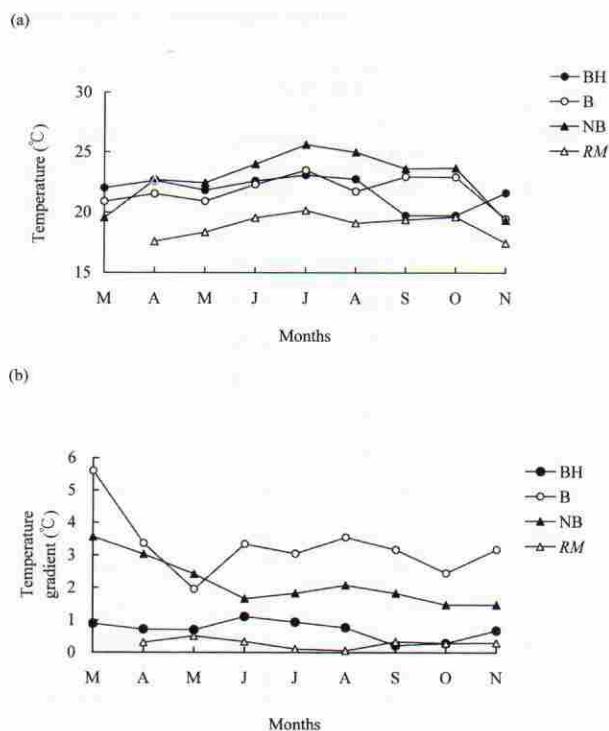 (a)
Temperature (℃)
30
25
20
15
M A M J J A S O N
Months
BH
B
NB
RM
(b)
Temperature
gradient (℃)
6
5
4
3
2
1
0
M A M J J A S O N
Months
BH
B
NB
RM